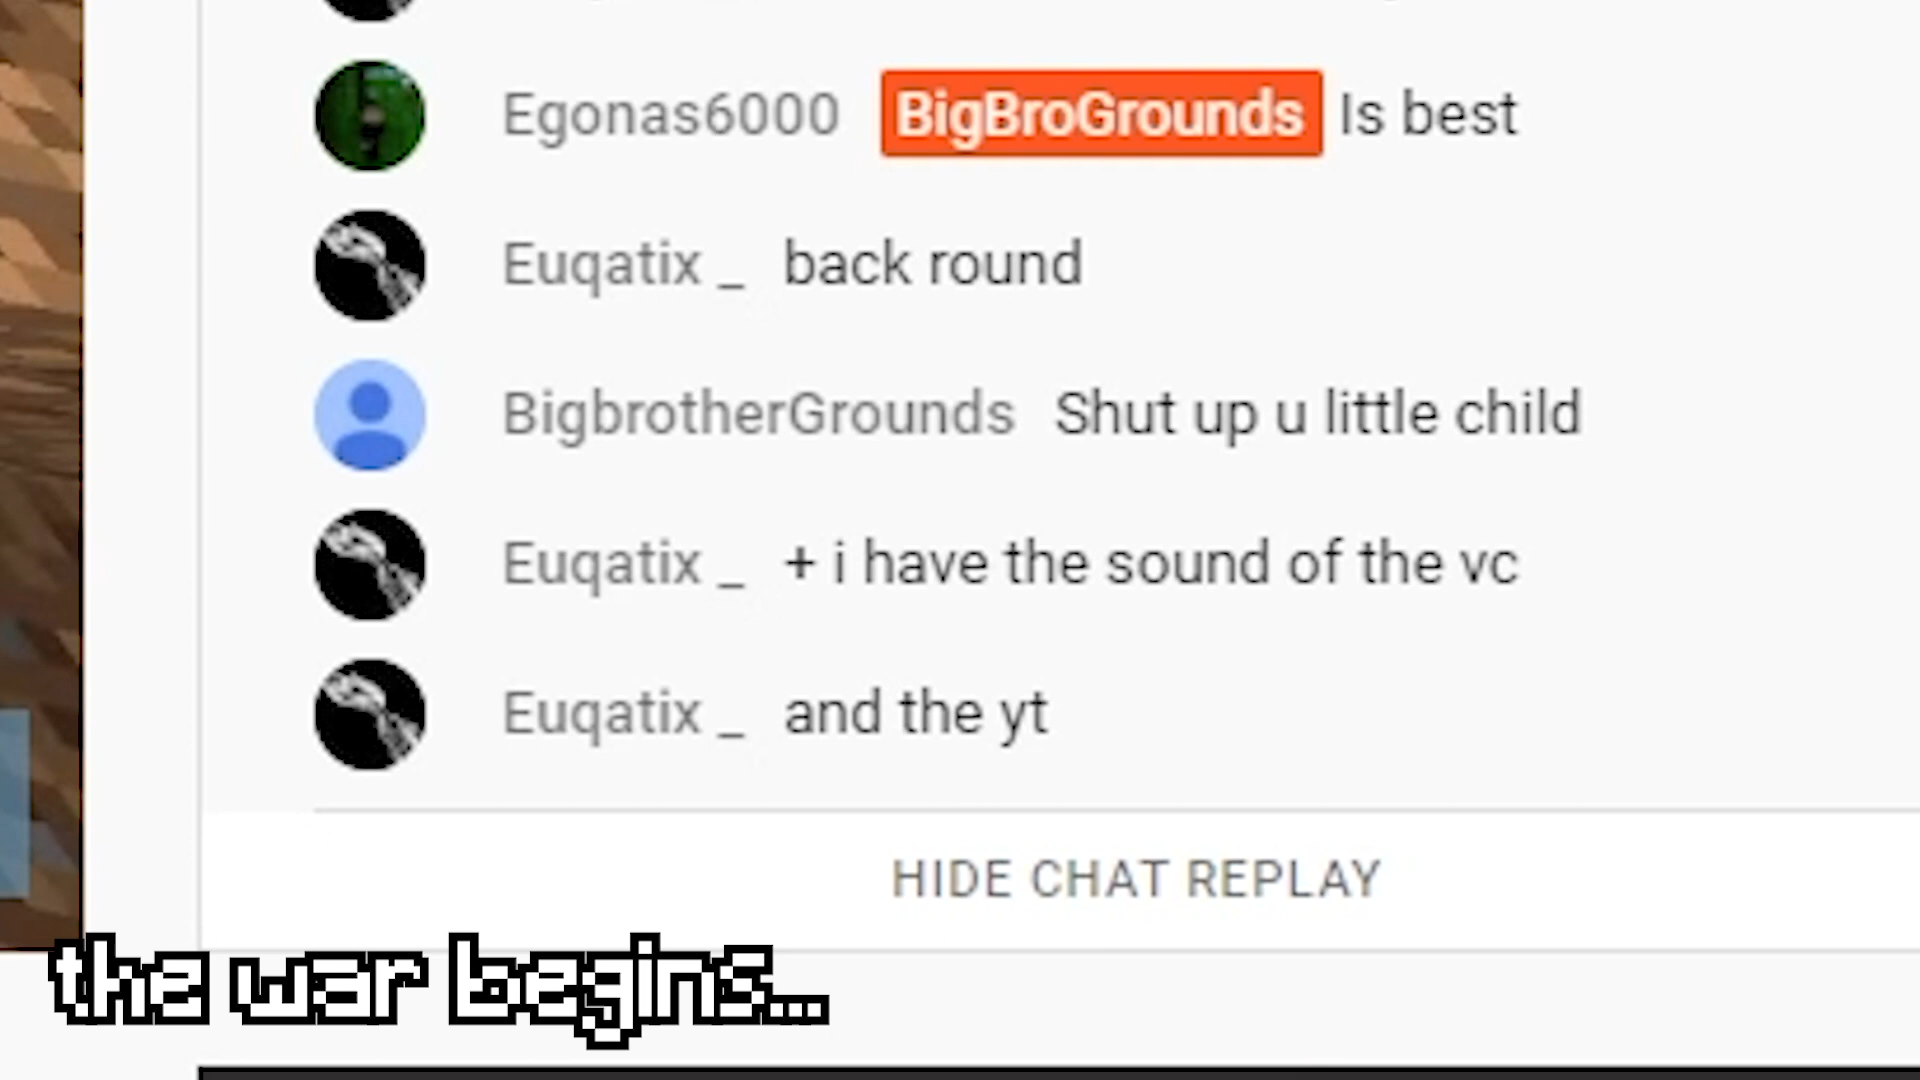 Egonas6000 BigBroGrounds Is best
Euqatix _ back round
BigbrotherGrounds Shut up u little child
Euqatix _ + i have the sound of the vc
Euqatix _ and the yt
HIDE CHAT REPLAY
the war begins...